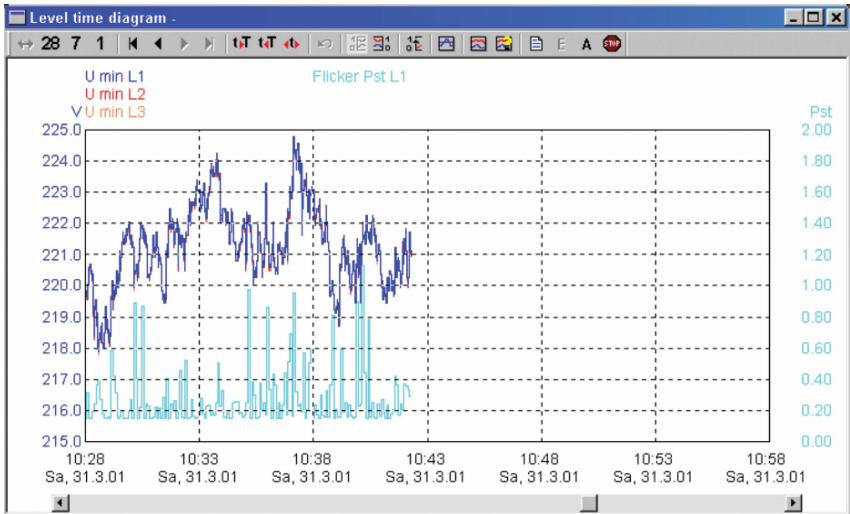 Level time diagram -
28 7 1 t▸T t◂T ◂t▸ E A STOP
U min L1 Flicker Pst L1
U min L2
V U min L3 Pst
225.0 2.00
224.0 1.80
223.0 1.60
222.0 1.40
221.0 1.20
220.0 1.00
219.0 0.80
218.0 0.60
217.0 0.40
216.0 0.20
215.0 0.00
10:28 10:33 10:38 10:43 10:48 10:53 10:58
Sa, 31.3.01 Sa, 31.3.01 Sa, 31.3.01 Sa, 31.3.01 Sa, 31.3.01 Sa, 31.3.01 Sa, 31.3.01